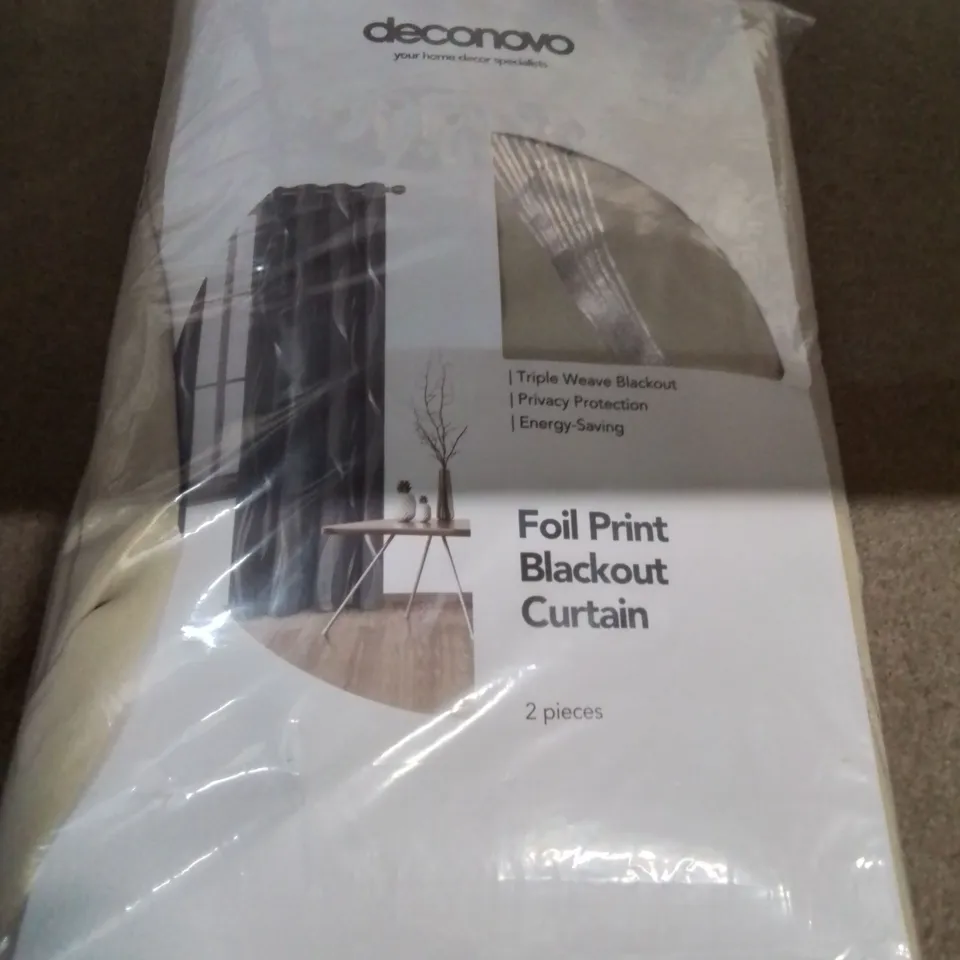 deconovo
your home decor specialists
| Triple Weave Blackout
| Privacy Protection
| Energy-Saving
Foil Print
Blackout
Curtain
2 pieces